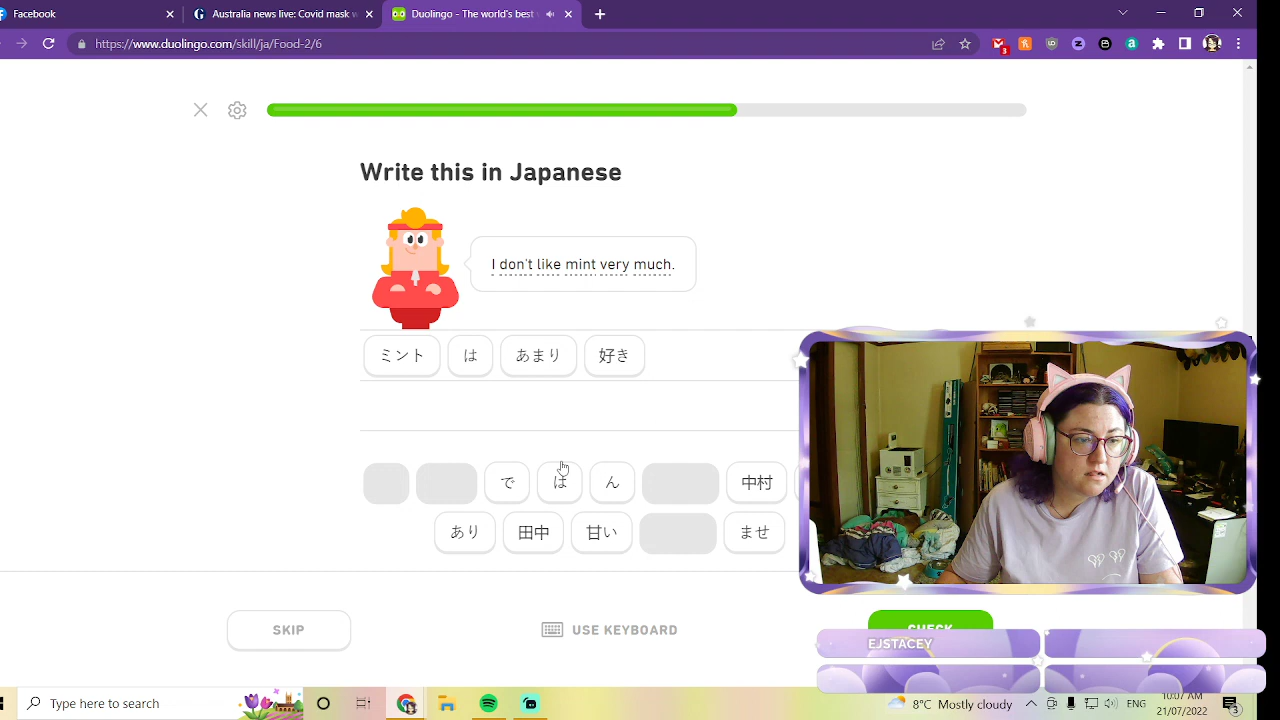 Facebook
Australia news live: Covid mask w
Duolingo - The world's best
https://www.duolingo.com/skill/ja/Food-2/6
3
Write this in Japanese
I don't like mint very much.
ミント は あまり 好き
で は ん 中村
あり 田中 甘い ませ
SKIP
USE KEYBOARD
CHECK
EJSTACEY
Type here to search
8°C Mostly cloudy
ENG
10:07 AM
21/07/2022
3